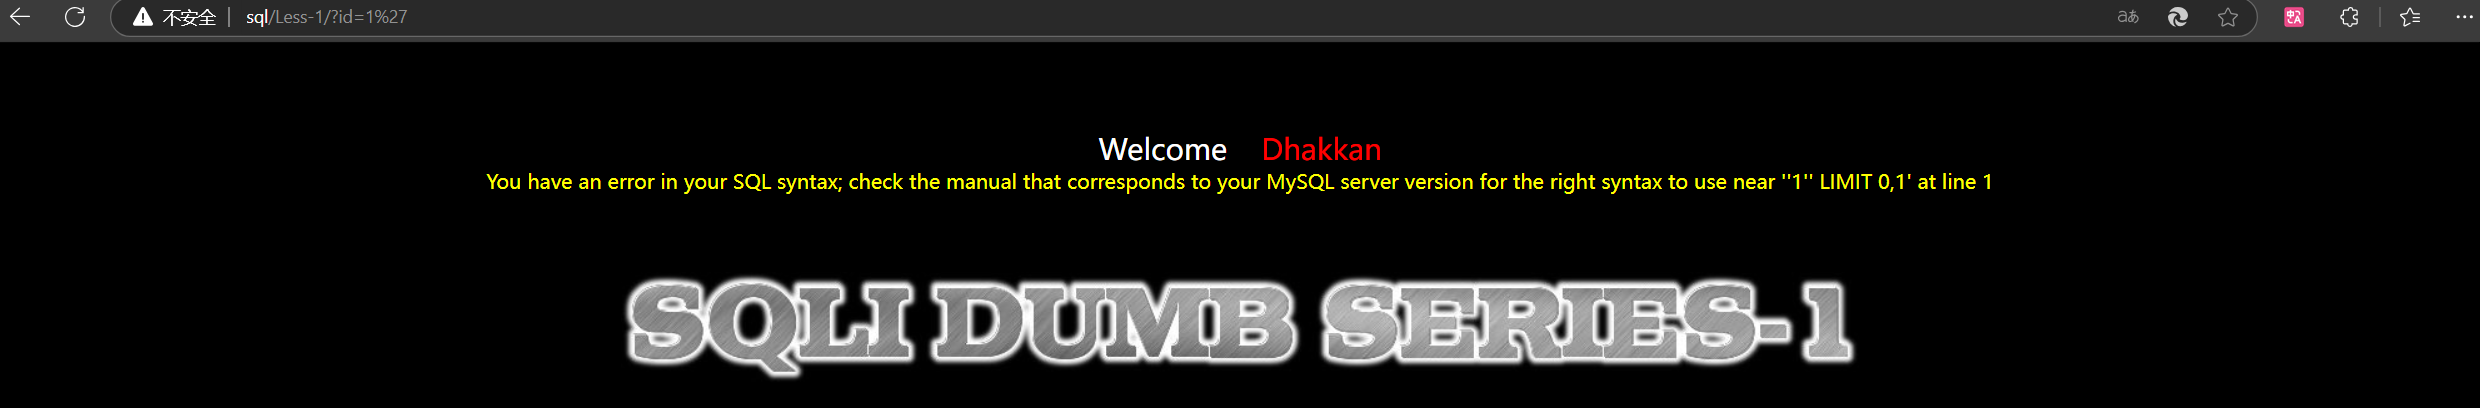 不安全 | sql/Less-1/?id=1%27
Welcome Dhakkan
You have an error in your SQL syntax; check the manual that corresponds to your MySQL server version for the right syntax to use near ''1'' LIMIT 0,1' at line 1
SQLI DUMB SERIES-1